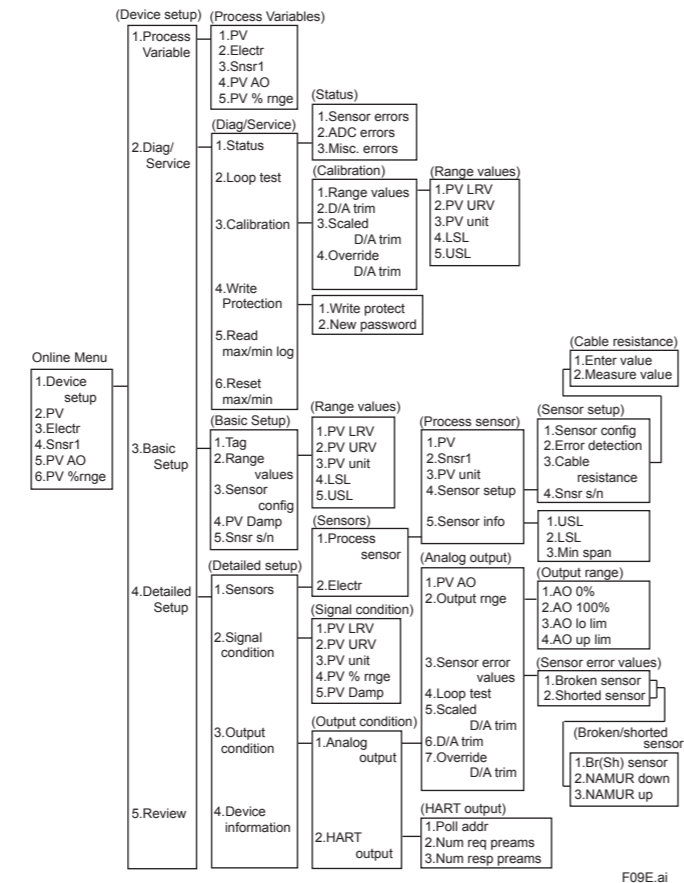 (Device setup)
(Process Variables)
1.Process
Variable
1.PV
2.Electr
3.Snsr1
4.PV AO
5.PV % rnge
(Diag/Service)
2.Diag/
Service
1.Status
2.Loop test
3.Calibration
4.Write
Protection
5.Read
max/min log
6.Reset
max/min
(Status)
1.Sensor errors
2.ADC errors
3.Misc. errors
(Calibration)
1.Range values
2.D/A trim
3.Scaled
D/A trim
4.Override
D/A trim
(Range values)
1.PV LRV
2.PV URV
3.PV unit
4.LSL
5.USL
1.Write protect
2.New password
Online Menu
1.Device
setup
2.PV
3.Electr
4.Snsr1
5.PV AO
6.PV %rnge
3.Basic
Setup
(Basic Setup)
1.Tag
2.Range
values
3.Sensor
config
4.PV Damp
5.Snsr s/n
(Range values)
1.PV LRV
2.PV URV
3.PV unit
4.LSL
5.USL
(Cable resistance)
1.Enter value
2.Measure value
(Process sensor)
1.PV
2.Snsr1
3.PV unit
4.Sensor setup
5.Sensor info
(Sensor setup)
1.Sensor config
2.Error detection
3.Cable
resistance
4.Snsr s/n
1.USL
2.LSL
3.Min span
4.Detailed
Setup
(Detailed setup)
1.Sensors
2.Signal
condition
3.Output
condition
4.Device
information
(Sensors)
1.Process
sensor
2.Electr
(Signal condition)
1.PV LRV
2.PV URV
3.PV unit
4.PV % rnge
5.PV Damp
(Output condition)
1.Analog
output
2.HART
output
(Analog output)
1.PV AO
2.Output rnge
3.Sensor error
values
4.Loop test
5.Scaled
D/A trim
6.D/A trim
7.Override
D/A trim
(Output range)
1.AO 0%
2.AO 100%
3.AO lo lim
4.AO up lim
(Sensor error values)
1.Broken sensor
2.Shorted sensor
(Broken/shorted
sensor
1.Br(Sh) sensor
2.NAMUR down
3.NAMUR up
5.Review
(HART output)
1.Poll addr
2.Num req preams
3.Num resp preams
F09E.ai